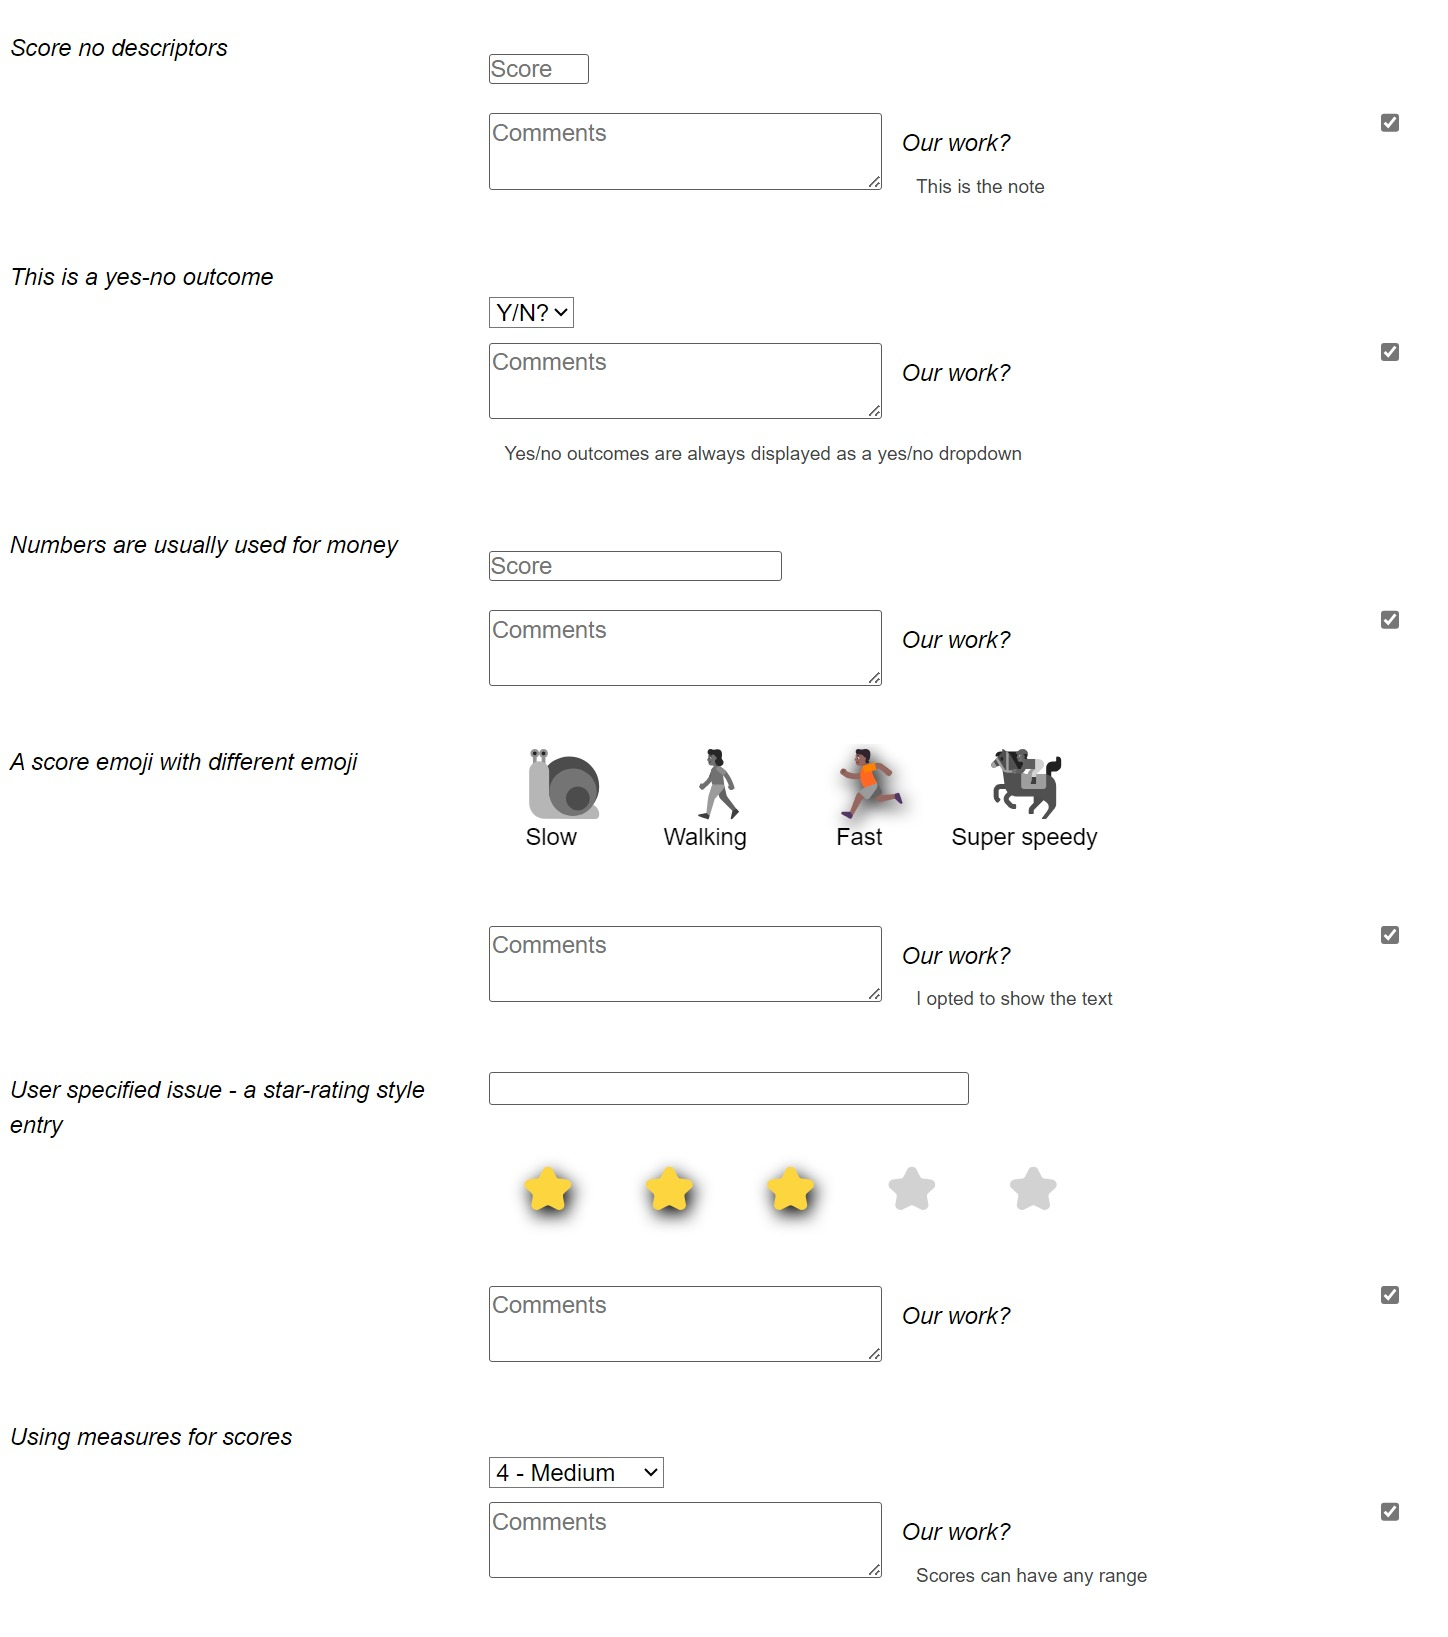 Score no descriptors
Score
Comments
Our work?
This is the note
This is a yes-no outcome
Y/N?
Comments
Our work?
Yes/no outcomes are always displayed as a yes/no dropdown
Numbers are usually used for money
Score
Comments
Our work?
A score emoji with different emoji
Slow Walking Fast Super speedy
Comments
Our work?
I opted to show the text
User specified issue - a star-rating style
entry
Comments
Our work?
Using measures for scores
4 - Medium
Comments
Our work?
Scores can have any range